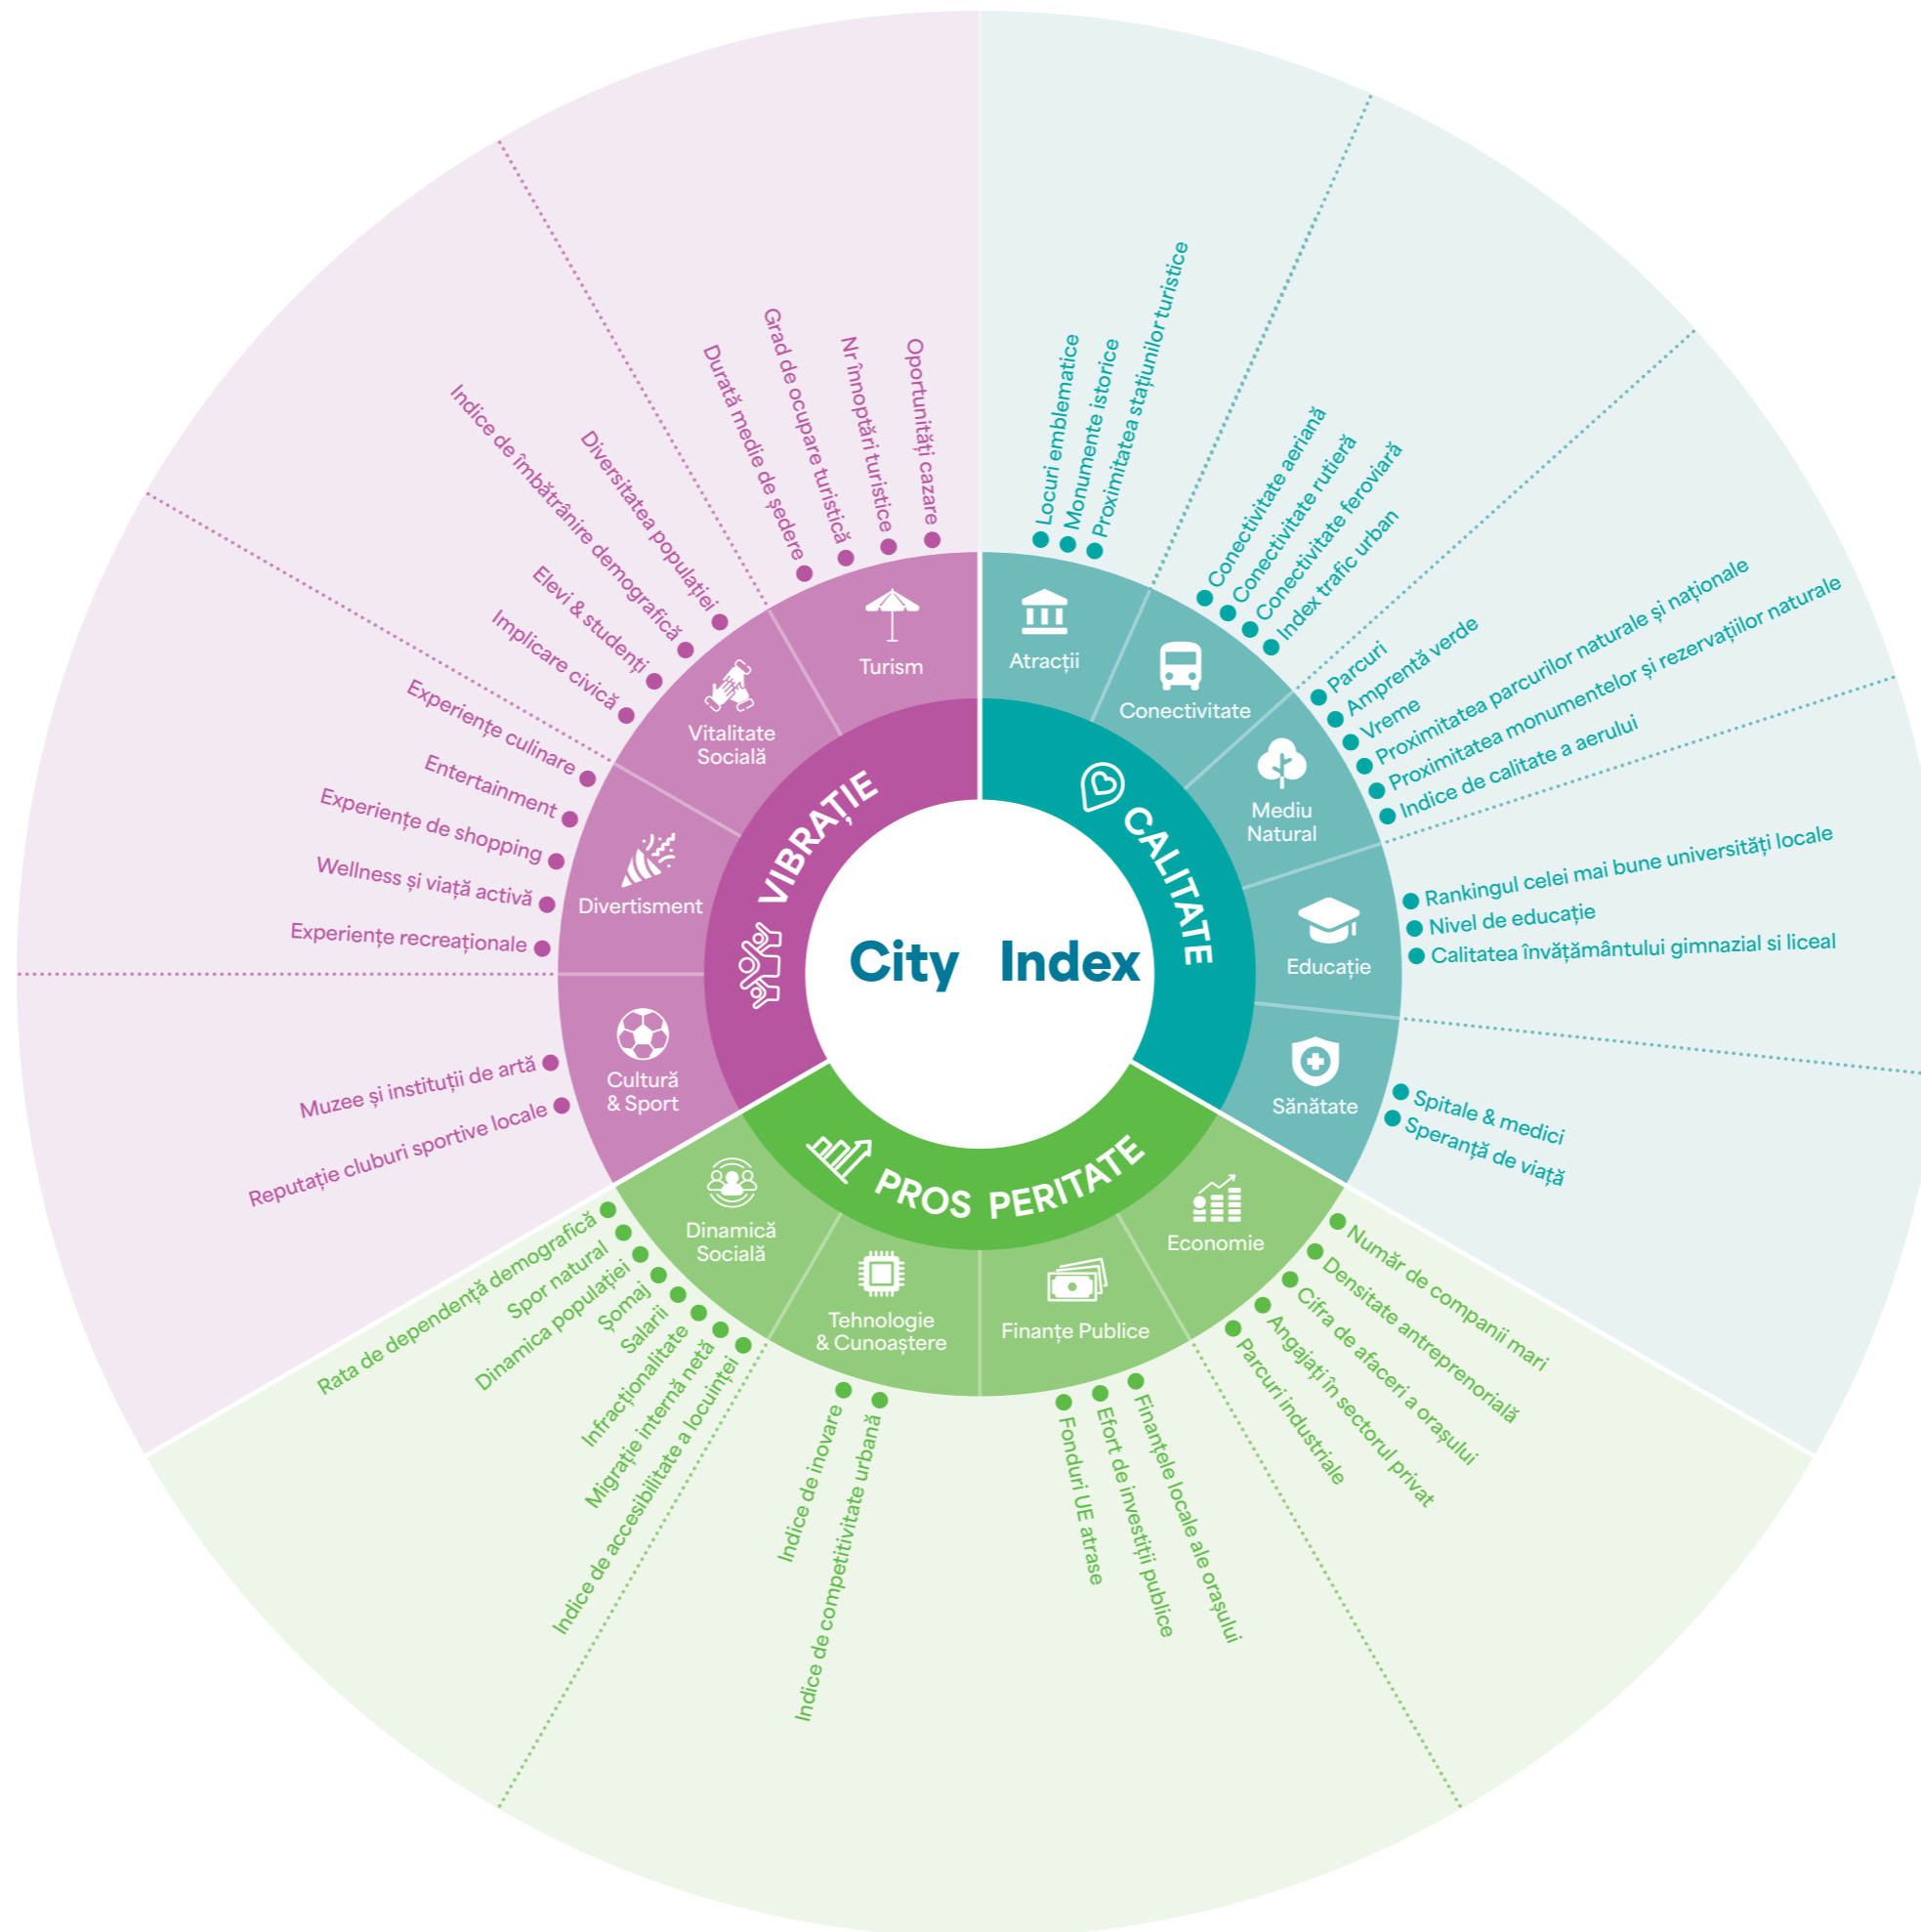 City Index
CALITATE
Atracții
Locuri emblematice
Monumente istorice
Proximitatea stațiunilor turistice
Conectivitate
Conectivitate aeriană
Conectivitate rutieră
Conectivitate feroviară
Index trafic urban
Mediu
Natural
Parcuri
Amprentă verde
Vreme
Proximitatea parcurilor naturale și naționale
Proximitatea monumentelor și rezervațiilor naturale
Indice de calitate a aerului
Educație
Rankingul celei mai bune universități locale
Nivel de educație
Calitatea învățământului gimnazial si liceal
Sănătate
Spitale & medici
Speranță de viață
PROS PERITATE
Economie
Număr de companii mari
Densitate antreprenorială
Cifra de afaceri a orașului
Angajați în sectorul privat
Parcuri industriale
Finanțe Publice
Finanțele locale ale orașului
Efort de investiții publice
Fonduri UE atrase
Tehnologie
& Cunoaștere
Indice de competitivitate urbană
Indice de inovare
Dinamică
Socială
Indice de accesibilitate a locuinței
Migrație internă netă
Infracționalitate
Salarii
Șomaj
Dinamica populației
Spor natural
Rata de dependență demografică
VIBRAȚIE
Cultură
& Sport
Reputație cluburi sportive locale
Muzee și instituții de artă
Divertisment
Experiențe recreaționale
Wellness și viață activă
Experiențe de shopping
Entertainment
Experiențe culinare
Vitalitate
Socială
Implicare civică
Elevi & studenți
Indice de îmbătrânire demografică
Diversitatea populației
Turism
Durată medie de ședere
Grad de ocupare turistică
Nr înnoptări turistice
Oportunități cazare